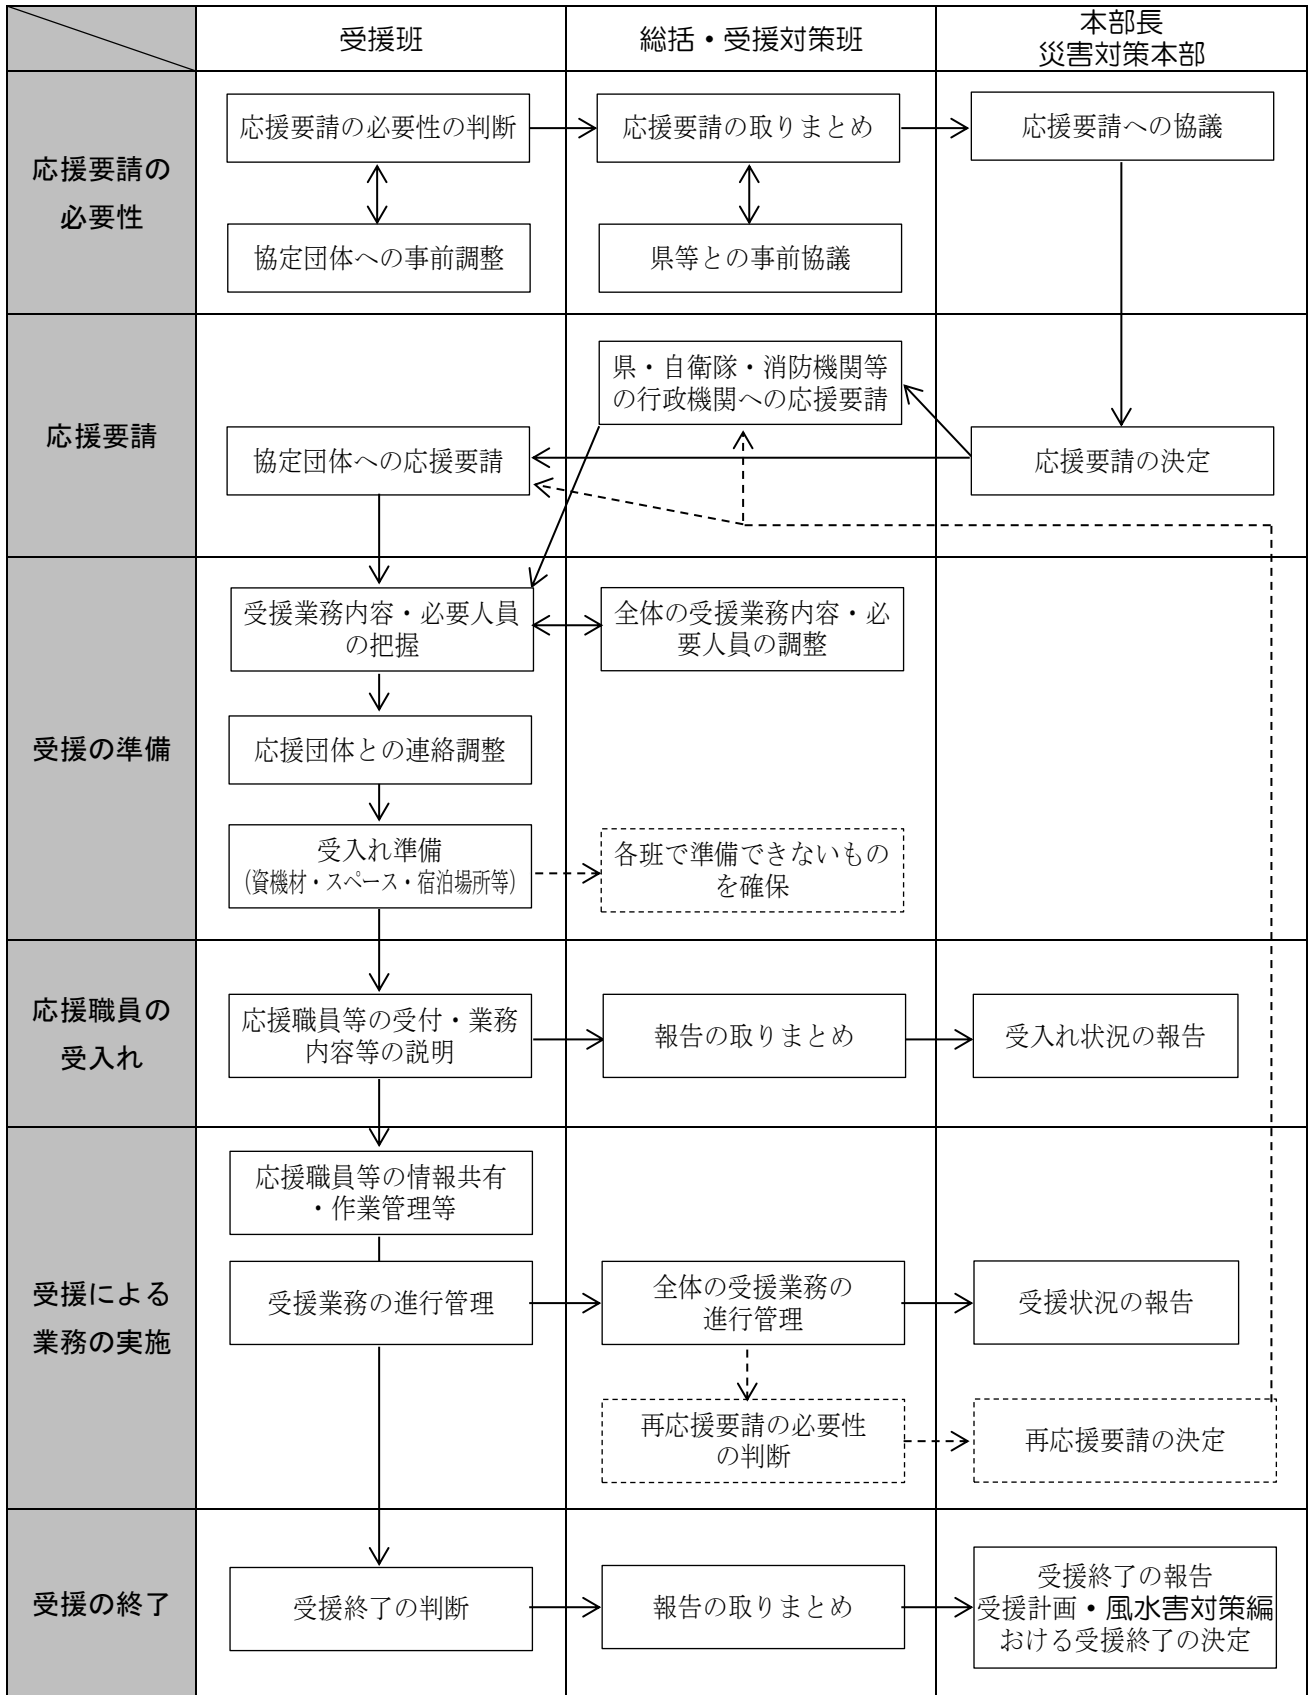 受援班
総括・受援対策班
本部長
災害対策本部
応援要請の
必要性
応援要請の必要性の判断
応援要請の取りまとめ
応援要請への協議
協定団体への事前調整
県等との事前協議
応援要請
県・自衛隊・消防機関等
の行政機関への応援要請
協定団体への応援要請
応援要請の決定
受援の準備
受援業務内容・必要人員
の把握
全体の受援業務内容・必
要人員の調整
応援団体との連絡調整
受入れ準備
(資機材・スペース・宿泊場所等)
各班で準備できないもの
を確保
応援職員の
受入れ
応援職員等の受付・業務
内容等の説明
報告の取りまとめ
受入れ状況の報告
受援による
業務の実施
応援職員等の情報共有
・作業管理等
受援業務の進行管理
全体の受援業務の
進行管理
受援状況の報告
再応援要請の必要性
の判断
再応援要請の決定
受援の終了
受援終了の判断
報告の取りまとめ
受援終了の報告
受援計画・風水害対策編
おける受援終了の決定